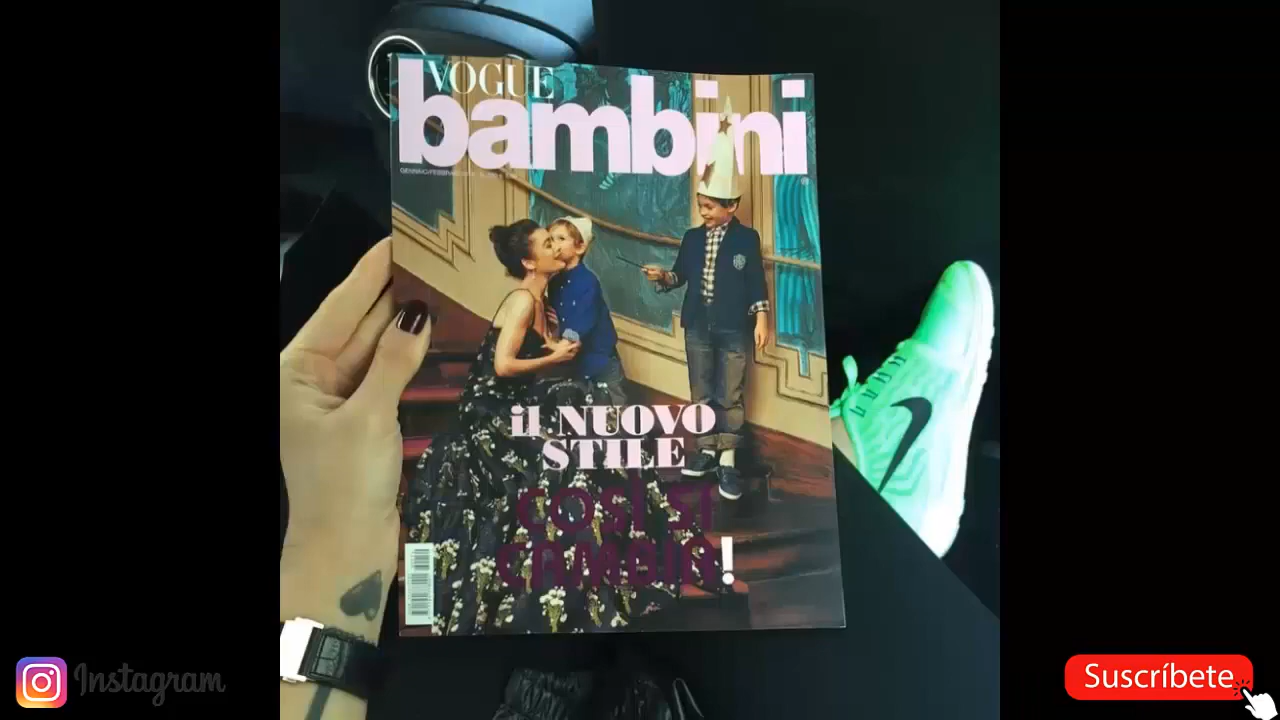 VOGUE
bambini
il NUOVO
STILE
COSÌ SI
CAMBIA!
Instagram
Suscríbete